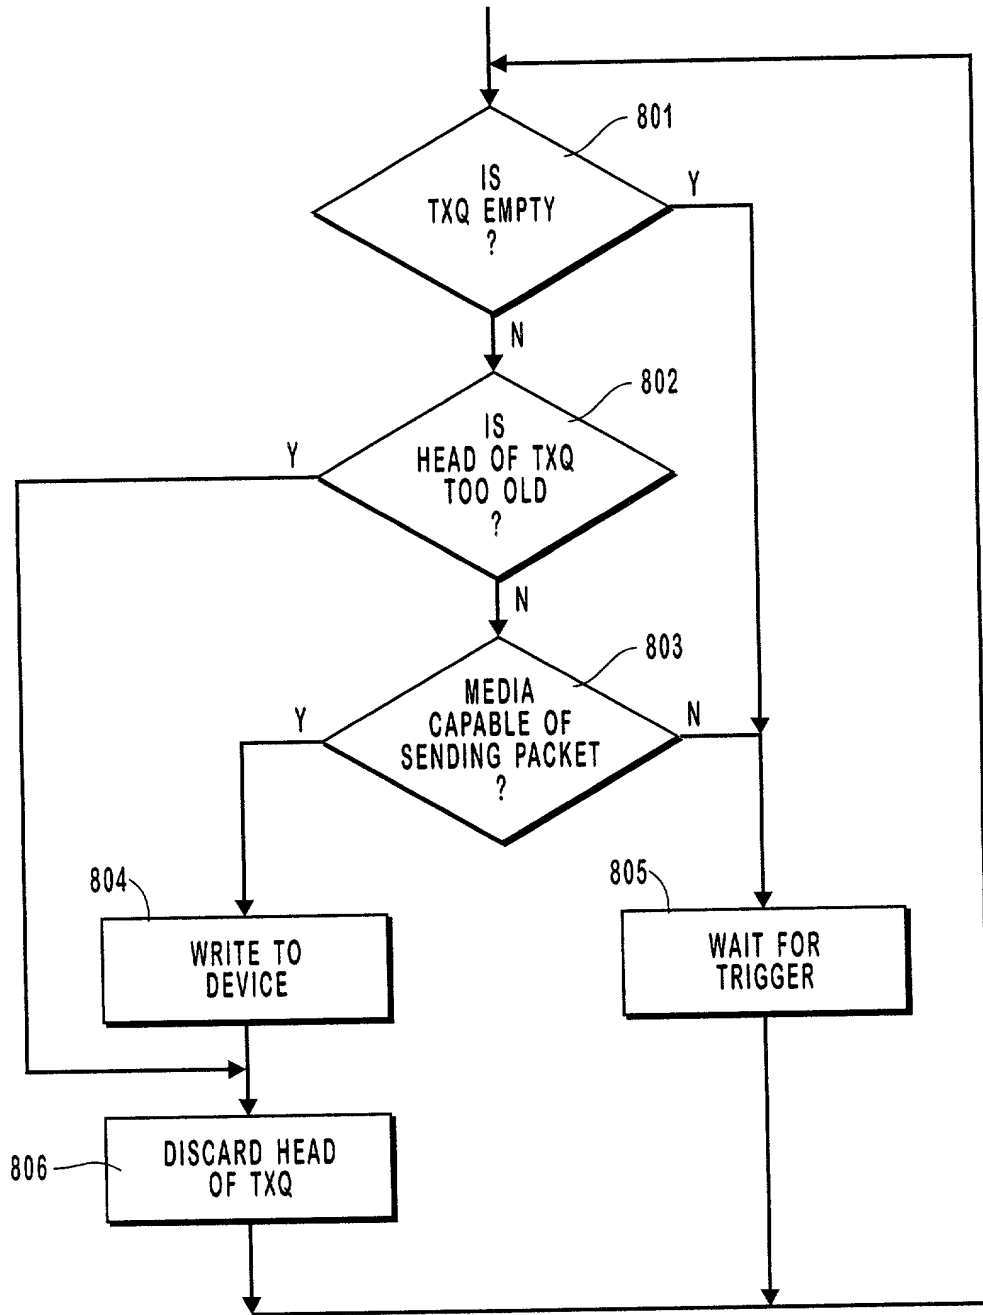 801
IS
TXQ EMPTY
?
Y
N
802
IS
HEAD OF TXQ
TOO OLD
?
Y
N
803
MEDIA
CAPABLE OF
SENDING PACKET
?
Y
N
804
WRITE TO
DEVICE
805
WAIT FOR
TRIGGER
806
DISCARD HEAD
OF TXQ